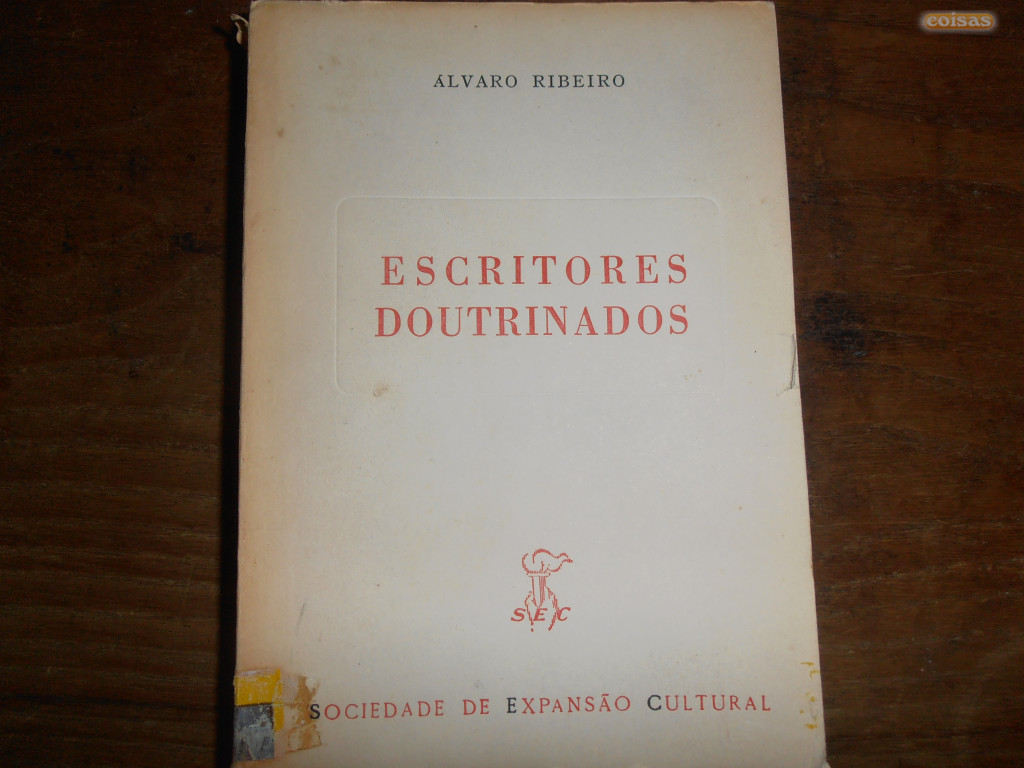 coisas
ÁLVARO RIBEIRO
ESCRITORES
DOUTRINADOS
SEC
SOCIEDADE DE EXPANSÃO CULTURAL